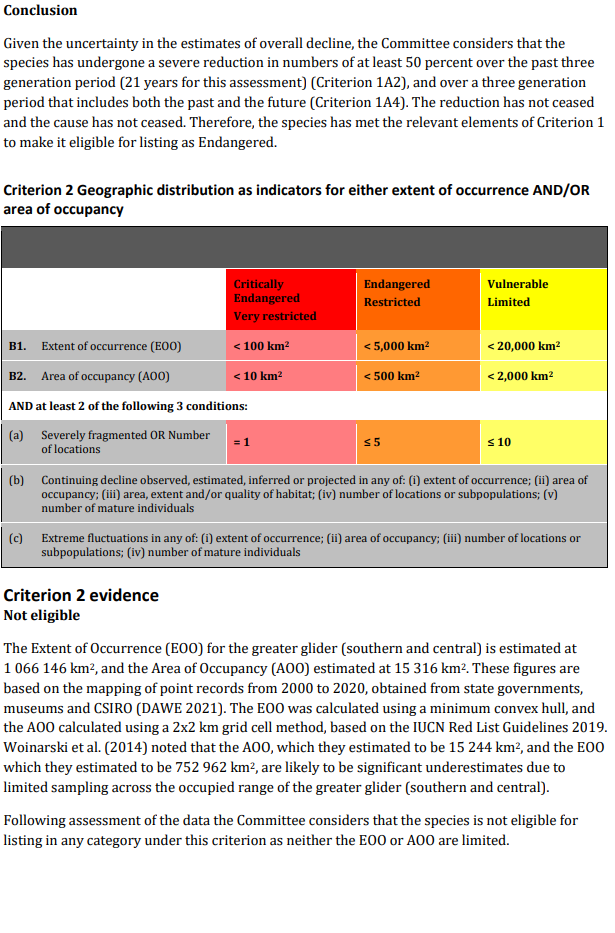 Conclusion
Given the uncertainty in the estimates of overall decline, the Committee considers that the
species has undergone a severe reduction in numbers of at least 50 percent over the past three
generation period (21 years for this assessment) (Criterion 1A2), and over a three generation
period that includes both the past and the future (Criterion 1A4). The reduction has not ceased
and the cause has not ceased. Therefore, the species has met the relevant elements of Criterion 1
to make it eligible for listing as Endangered.
Criterion 2 Geographic distribution as indicators for either extent of occurrence AND/OR
area of occupancy
Critically
Endangered
Very restricted
Endangered
Restricted
Vulnerable
Limited
B1. Extent of occurrence (EOO) < 100 km² < 5,000 km² < 20,000 km²
B2. Area of occupancy (AOO) < 10 km² < 500 km² < 2,000 km²
AND at least 2 of the following 3 conditions:
(a) Severely fragmented OR Number
of locations
= 1 ≤ 5 ≤ 10
(b) Continuing decline observed, estimated, inferred or projected in any of: (i) extent of occurrence; (ii) area of
occupancy; (iii) area, extent and/or quality of habitat; (iv) number of locations or subpopulations; (v)
number of mature individuals
(c) Extreme fluctuations in any of: (i) extent of occurrence; (ii) area of occupancy; (iii) number of locations or
subpopulations; (iv) number of mature individuals
Criterion 2 evidence
Not eligible
The Extent of Occurrence (EOO) for the greater glider (southern and central) is estimated at
1 066 146 km², and the Area of Occupancy (AOO) estimated at 15 316 km². These figures are
based on the mapping of point records from 2000 to 2020, obtained from state governments,
museums and CSIRO (DAWE 2021). The EOO was calculated using a minimum convex hull, and
the AOO calculated using a 2x2 km grid cell method, based on the IUCN Red List Guidelines 2019.
Woinarski et al. (2014) noted that the AOO, which they estimated to be 15 244 km², and the EOO
which they estimated to be 752 962 km², are likely to be significant underestimates due to
limited sampling across the occupied range of the greater glider (southern and central).
Following assessment of the data the Committee considers that the species is not eligible for
listing in any category under this criterion as neither the EOO or AOO are limited.